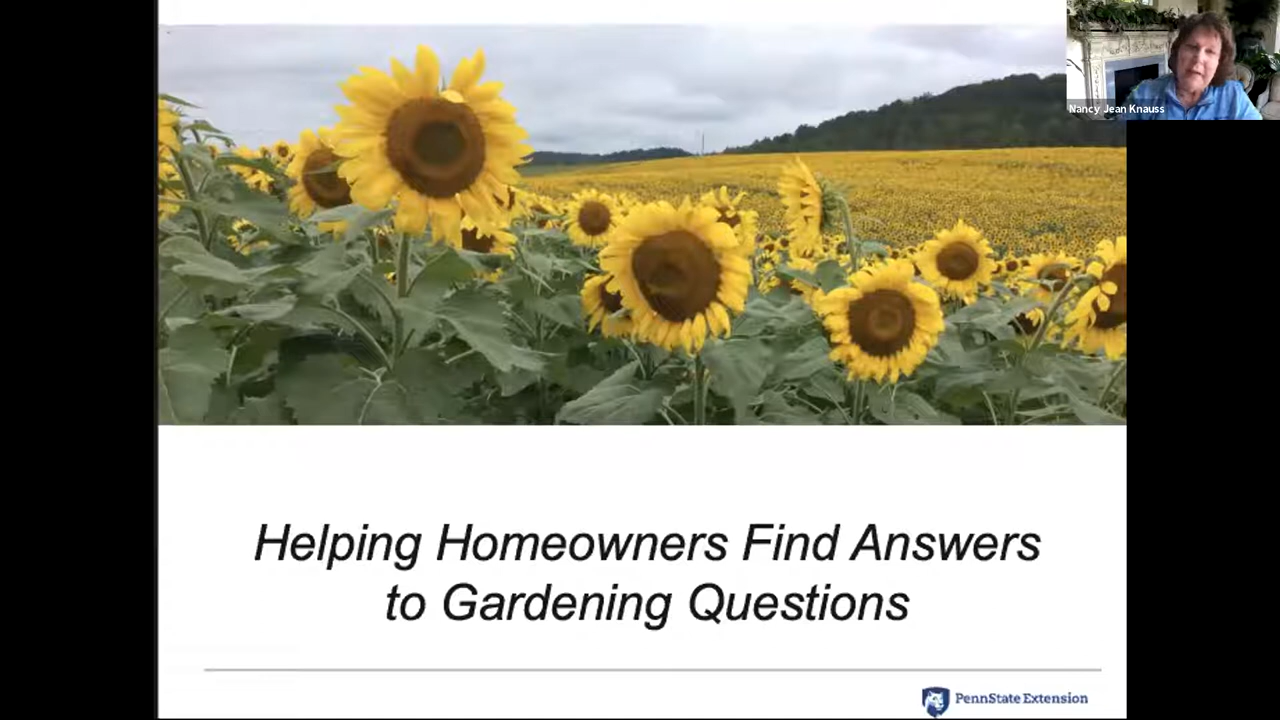 Nancy Jean Knauss
Helping Homeowners Find Answers
to Gardening Questions
PennState Extension